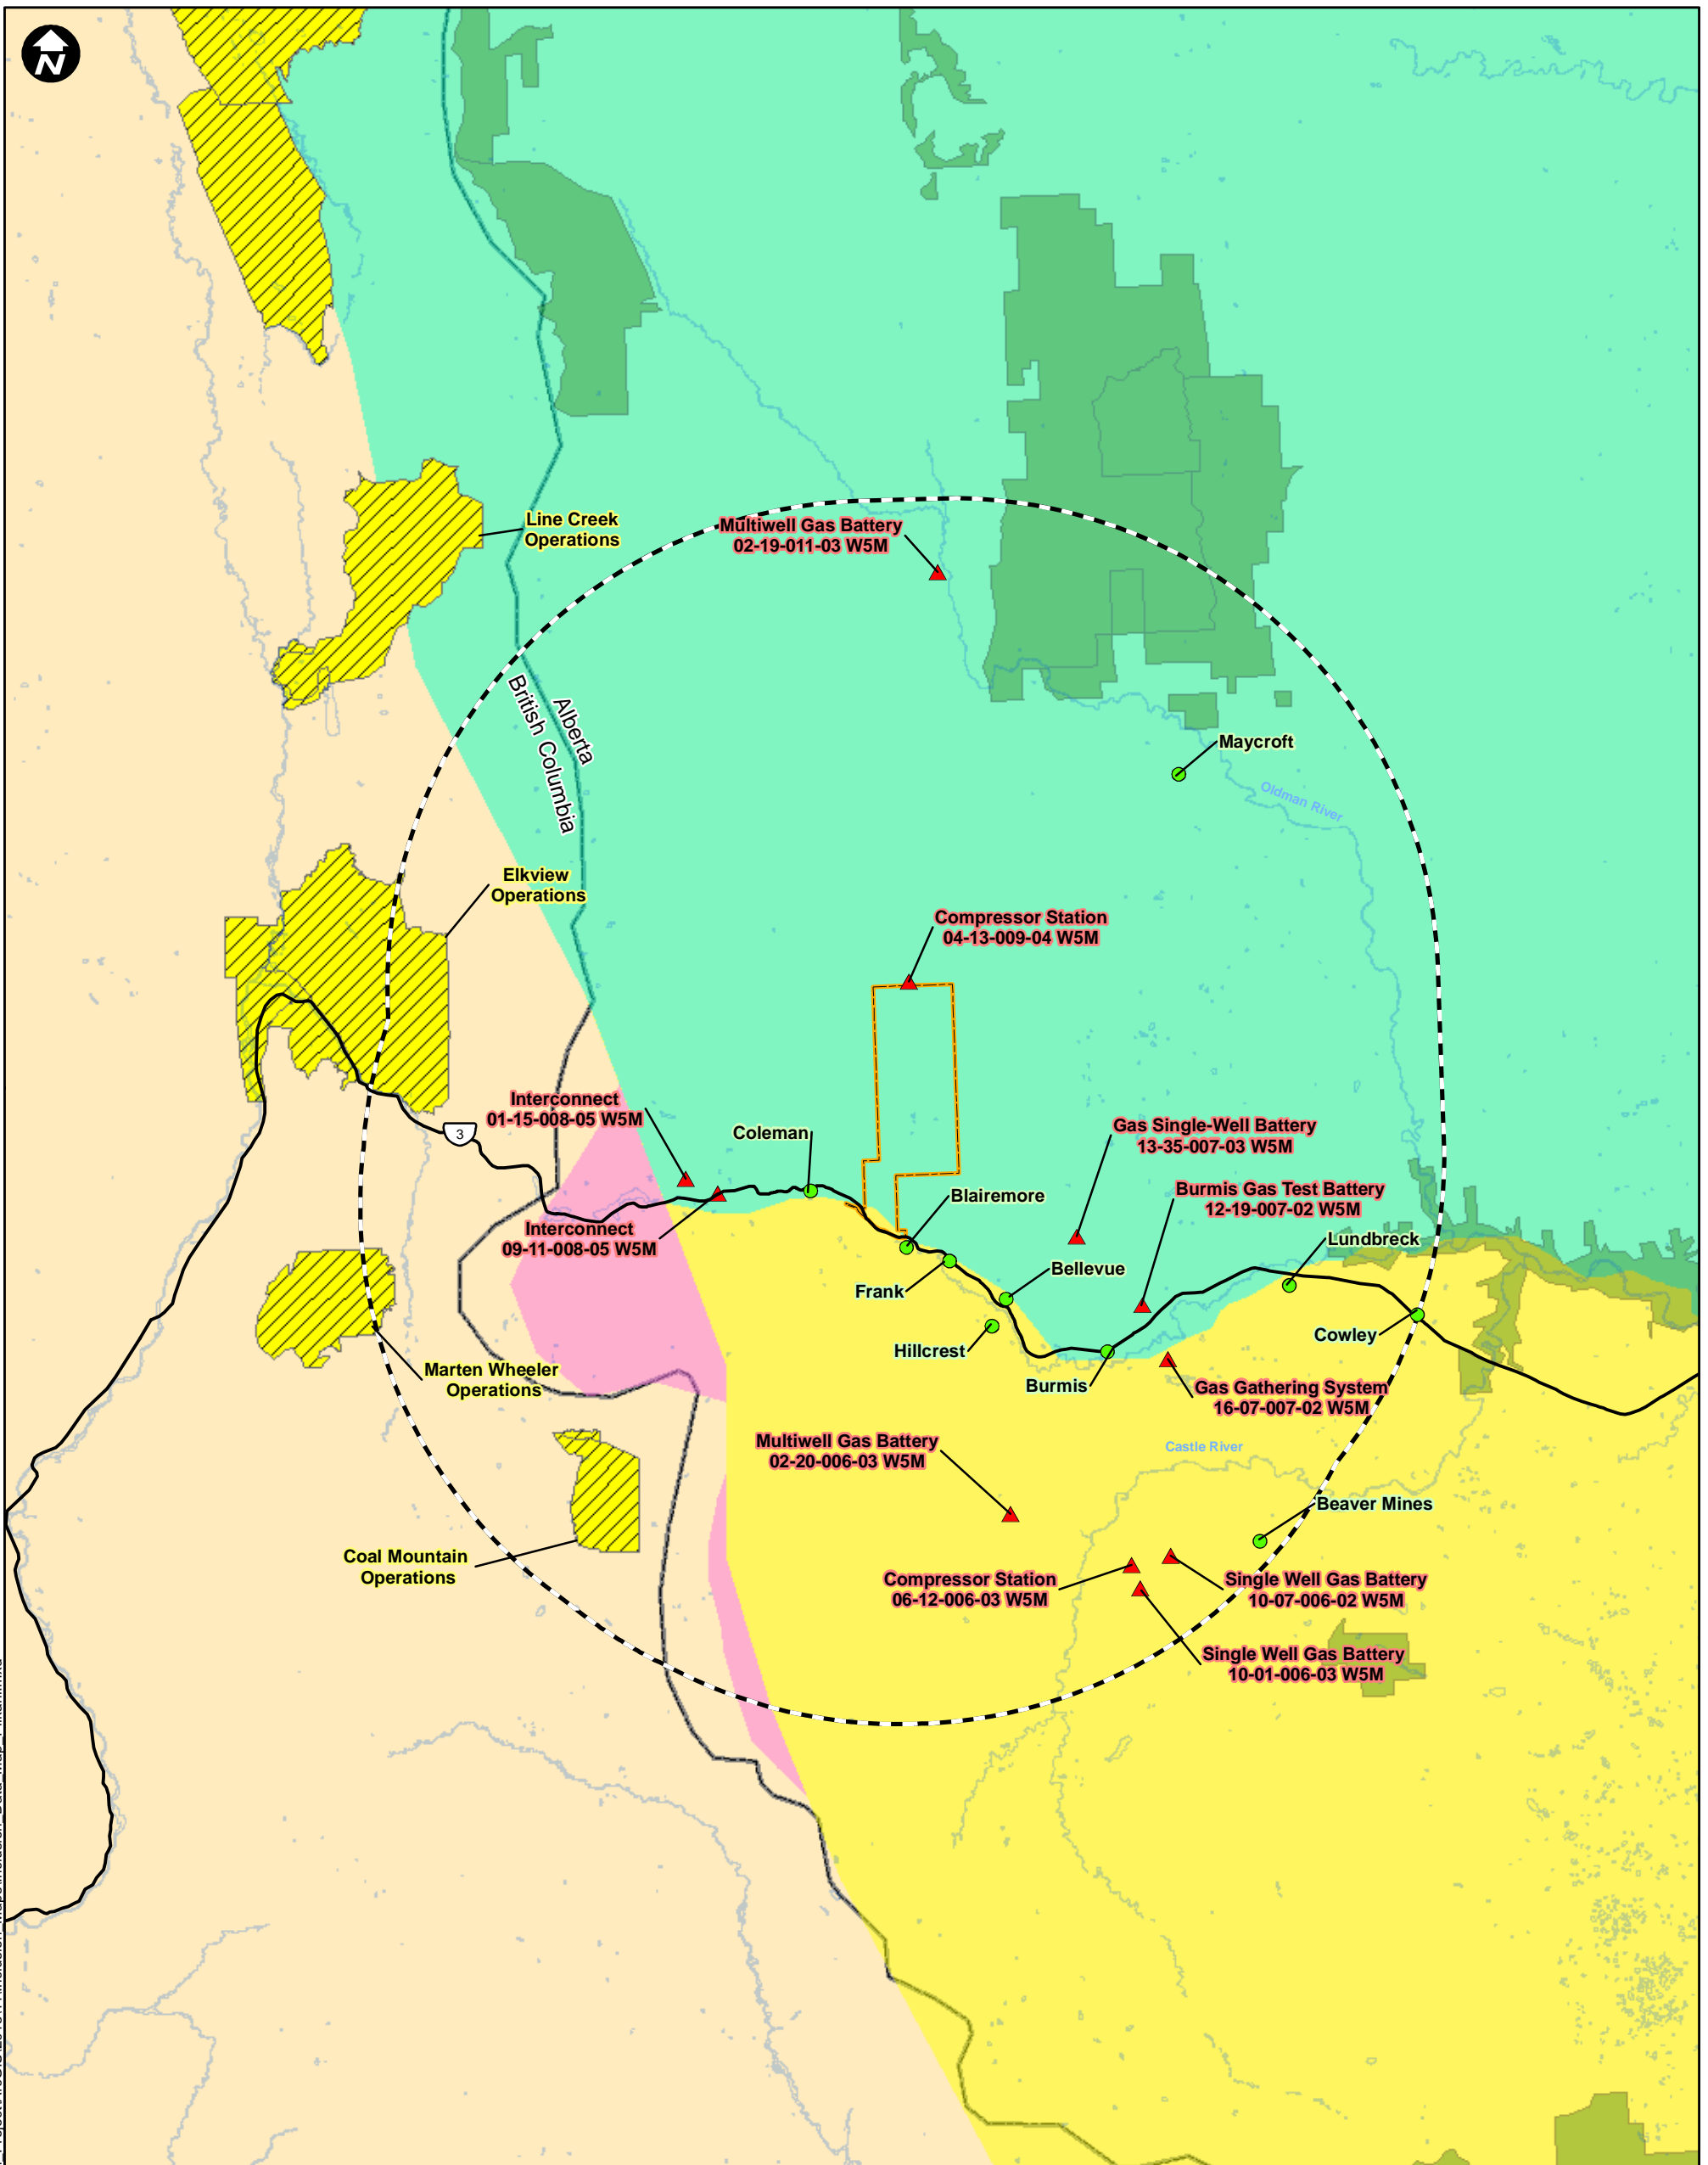 N
Line Creek
Operations
Multiwell Gas Battery
02-19-011-03 W5M
Alberta
British Columbia
Maycroft
Oldman River
Elkview
Operations
Compressor Station
04-13-009-04 W5M
Interconnect
01-15-008-05 W5M
3
Coleman
Gas Single-Well Battery
13-35-007-03 W5M
Blairemore
Burmis Gas Test Battery
12-19-007-02 W5M
Interconnect
09-11-008-05 W5M
Lundbreck
Bellevue
Frank
Cowley
Hillcrest
Marten Wheeler
Operations
Burmis
Gas Gathering System
16-07-007-02 W5M
Multiwell Gas Battery
02-20-006-03 W5M
Castle River
Beaver Mines
Coal Mountain
Operations
Compressor Station
06-12-006-03 W5M
Single Well Gas Battery
10-07-006-02 W5M
Single Well Gas Battery
10-01-006-03 W5M